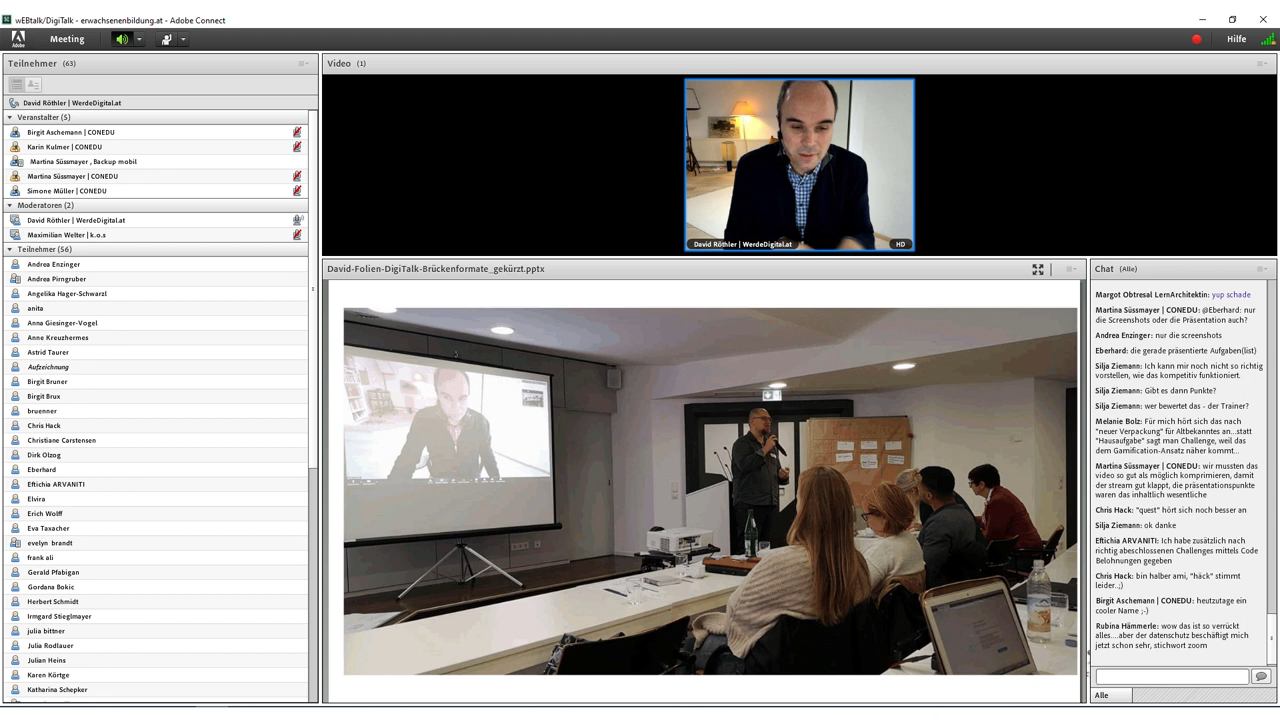 wEBtalk/DigiTalk - erwachsenenbildung.at - Adobe Connect
Adobe
Meeting
Hilfe
Teilnehmer (63)
David Röthler | WerdeDigital.at
Veranstalter (5)
Birgit Aschemann | CONEDU
Karin Kulmer | CONEDU
Martina Süssmayer , Backup mobil
Martina Süssmayer | CONEDU
Simone Müller | CONEDU
Moderatoren (2)
David Röthler | WerdeDigital.at
Maximilian Welter | k.o.s
Teilnehmer (56)
Andrea Enzinger
Andrea Pirngruber
Angelika Hager-Schwarzl
anita
Anna Giesinger-Vogel
Anne Kreuzhermes
Astrid Taurer
Aufzeichnung
Birgit Bruner
Birgit Brux
bruenner
Chris Hack
Christiane Carstensen
Dirk Olzog
Eberhard
Eftichia ARVANITI
Elvira
Erich Wolff
Eva Taxacher
evelyn brandt
frank ali
Gerald Pfabigan
Gordana Bokic
Herbert Schmidt
Irmgard Stieglmayer
julia bittner
Julia Rodlauer
Julian Heins
Karen Körtge
Katharina Schepker
Video (1)
David Röthler | WerdeDigital.at
HD
David-Folien-DigiTalk-Brückenformate_gekürzt.pptx
Chat (Alle)
Margot Obtresal LernArchitektin: yup schade
Martina Süssmayer | CONEDU: @Eberhard: nur
die Screenshots oder die Präsentation auch?
Andrea Enzinger: nur die screenshots
Eberhard: die gerade präsentierte Aufgaben(list)
Silja Ziemann: Ich kann mir noch nicht so richtig
vorstellen, wie das kompetitiv funktioniert.
Silja Ziemann: Gibt es dann Punkte?
Silja Ziemann: wer bewertet das - der Trainer?
Melanie Bolz: Für mich hört sich das nach
"neuer Verpackung" für Altbekanntes an...statt
"Hausaufgabe" sagt man Challenge, weil das
dem Gamification-Ansatz näher kommt...
Martina Süssmayer | CONEDU: wir mussten das
video so gut als möglich komprimieren, damit
der stream gut klappt, die präsentationspunkte
waren das inhaltlich wesentliche
Chris Hack: "quest" hört sich noch besser an
Silja Ziemann: ok danke
Eftichia ARVANITI: Ich habe zusätzlich nach
richtig abeschlossenen Challenges mittels Code
Belohnungen gegeben
Chris Hack: bin halber ami, "häck" stimmt
leider..;)
Birgit Aschemann | CONEDU: heutzutage ein
cooler Name ;-)
Rubina Hämmerle: wow das ist so verrückt
alles....aber der datenschutz beschäftigt mich
jetzt schon sehr, stichwort zoom
Alle